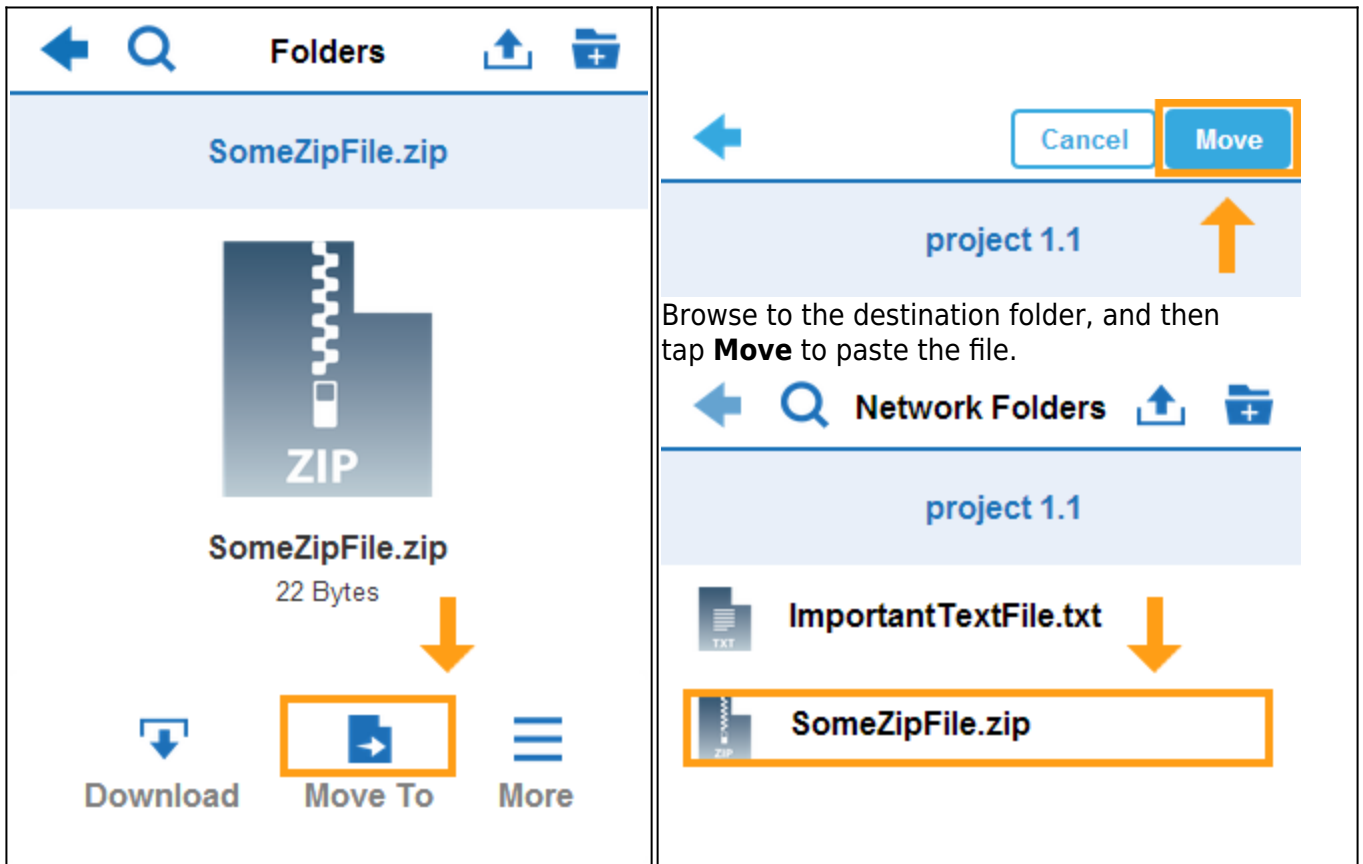 Folders
SomeZipFile.zip
ZIP
SomeZipFile.zip
22 Bytes
Download Move To More
Cancel Move
project 1.1
Browse to the destination folder, and then
tap Move to paste the file.
Network Folders
project 1.1
TXT
ImportantTextFile.txt
ZIP
SomeZipFile.zip